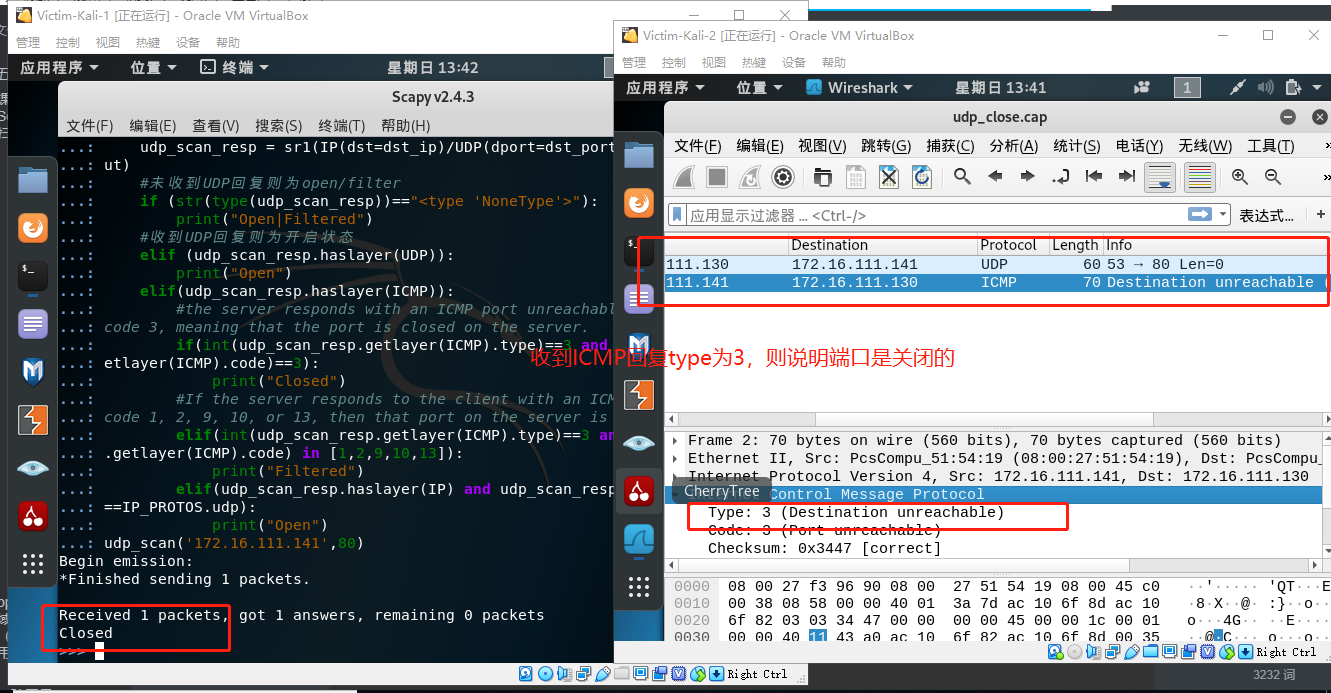 Victim-Kali-1 [正在运行] - Oracle VM VirtualBox
管理 控制 视图 热键 设备 帮助
应用程序 位置 终端 星期日 13:42
Scapy v2.4.3
文件(F) 编辑(E) 查看(V) 搜索(S) 终端(T) 帮助(H)
...: udp_scan_resp = sr1(IP(dst=dst_ip)/UDP(dport=dst_port
...: ut)
...: #未收到UDP回复则为open/filter
...: if (str(type(udp_scan_resp))=="<type 'NoneType'>"):
...: print("Open|Filtered")
...: #收到UDP回复则为开启状态
...: elif (udp_scan_resp.haslayer(UDP)):
...: print("Open")
...: elif(udp_scan_resp.haslayer(ICMP)):
...: #the server responds with an ICMP port unreachabl
...: code 3, meaning that the port is closed on the server.
...: if(int(udp_scan_resp.getlayer(ICMP).type)==3 and
...: etlayer(ICMP).code)==3):
...: print("Closed")
...: #If the server responds to the client with an ICM
...: code 1, 2, 9, 10, or 13, then that port on the server is
...: elif(int(udp_scan_resp.getlayer(ICMP).type)==3 an
...: .getlayer(ICMP).code) in [1,2,9,10,13]):
...: print("Filtered")
...: elif(udp_scan_resp.haslayer(IP) and udp_scan_resp
...: ==IP_PROTOS.udp):
...: print("Open")
...: udp_scan('172.16.111.141',80)
Begin emission:
*Finished sending 1 packets.
Received 1 packets, got 1 answers, remaining 0 packets
Closed
>>>
Right Ctrl
Victim-Kali-2 [正在运行] - Oracle VM VirtualBox
管理 控制 视图 热键 设备 帮助
应用程序 位置 Wireshark 星期日 13:41 1
udp_close.cap
文件(F) 编辑(E) 视图(V) 跳转(G) 捕获(C) 分析(A) 统计(S) 电话(Y) 无线(W) 工具(T) »
应用显示过滤器 ... <Ctrl-/> 表达式... +
Destination Protocol Length Info
111.130 172.16.111.141 UDP 60 53 → 80 Len=0
111.141 172.16.111.130 ICMP 70 Destination unreachable (
收到ICMP回复type为3，则说明端口是关闭的
Frame 2: 70 bytes on wire (560 bits), 70 bytes captured (560 bits)
Ethernet II, Src: PcsCompu_51:54:19 (08:00:27:51:54:19), Dst: PcsCompu_
Internet Protocol Version 4, Src: 172.16.111.141, Dst: 172.16.111.130
CherryTree Control Message Protocol
Type: 3 (Destination unreachable)
Code: 3 (Port unreachable)
Checksum: 0x3447 [correct]
0000 08 00 27 f3 96 90 08 00 27 51 54 19 08 00 45 c0 ··'····· 'QT···E
0010 00 38 08 58 00 00 40 01 3a 7d ac 10 6f 8d ac 10 ·8·X··@· :}··o··
0020 6f 82 03 03 34 47 00 00 00 00 45 00 00 1c 00 01 o···4G·· ··E····
0030 00 00 40 11 43 a0 ac 10 6f 82 ac 10 6f 8d 00 35 ··@·C··· o···o··
Right Ctrl
3232 词